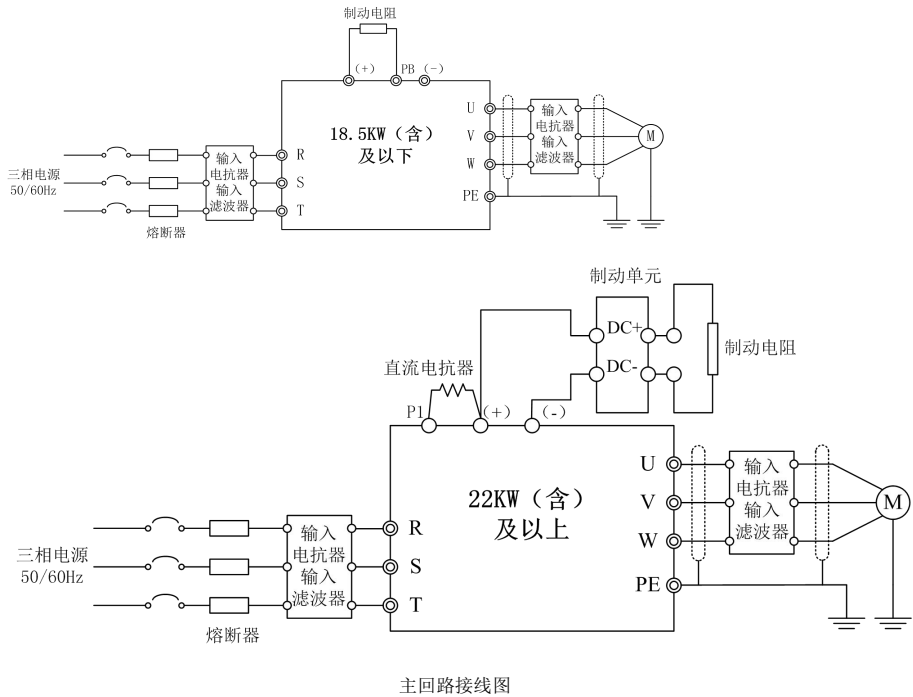 制动电阻
(+) PB (-)
18.5KW（含）
及以下
U
V
W
PE
输入
电抗器
输入
滤波器
M
R
S
T
输入
电抗器
输入
滤波器
三相电源
50/60Hz
熔断器
制动单元
DC+
DC-
制动电阻
直流电抗器
P1 (+) (-)
22KW（含）
及以上
U
V
W
PE
输入
电抗器
输入
滤波器
M
R
S
T
输入
电抗器
输入
滤波器
三相电源
50/60Hz
熔断器
主回路接线图